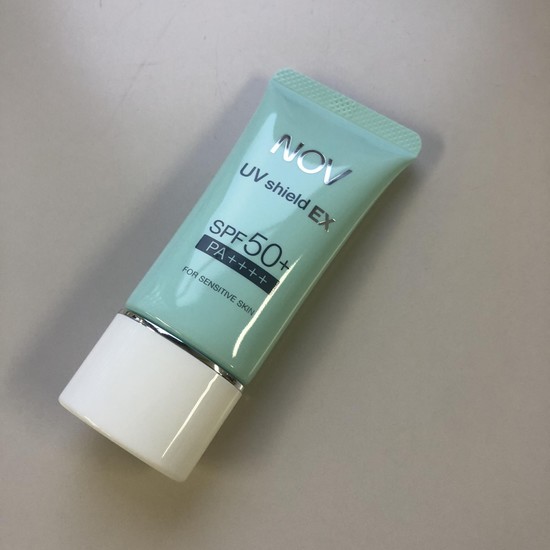 NOV
UV shield EX
SPF50+
PA++++
FOR SENSITIVE SKIN